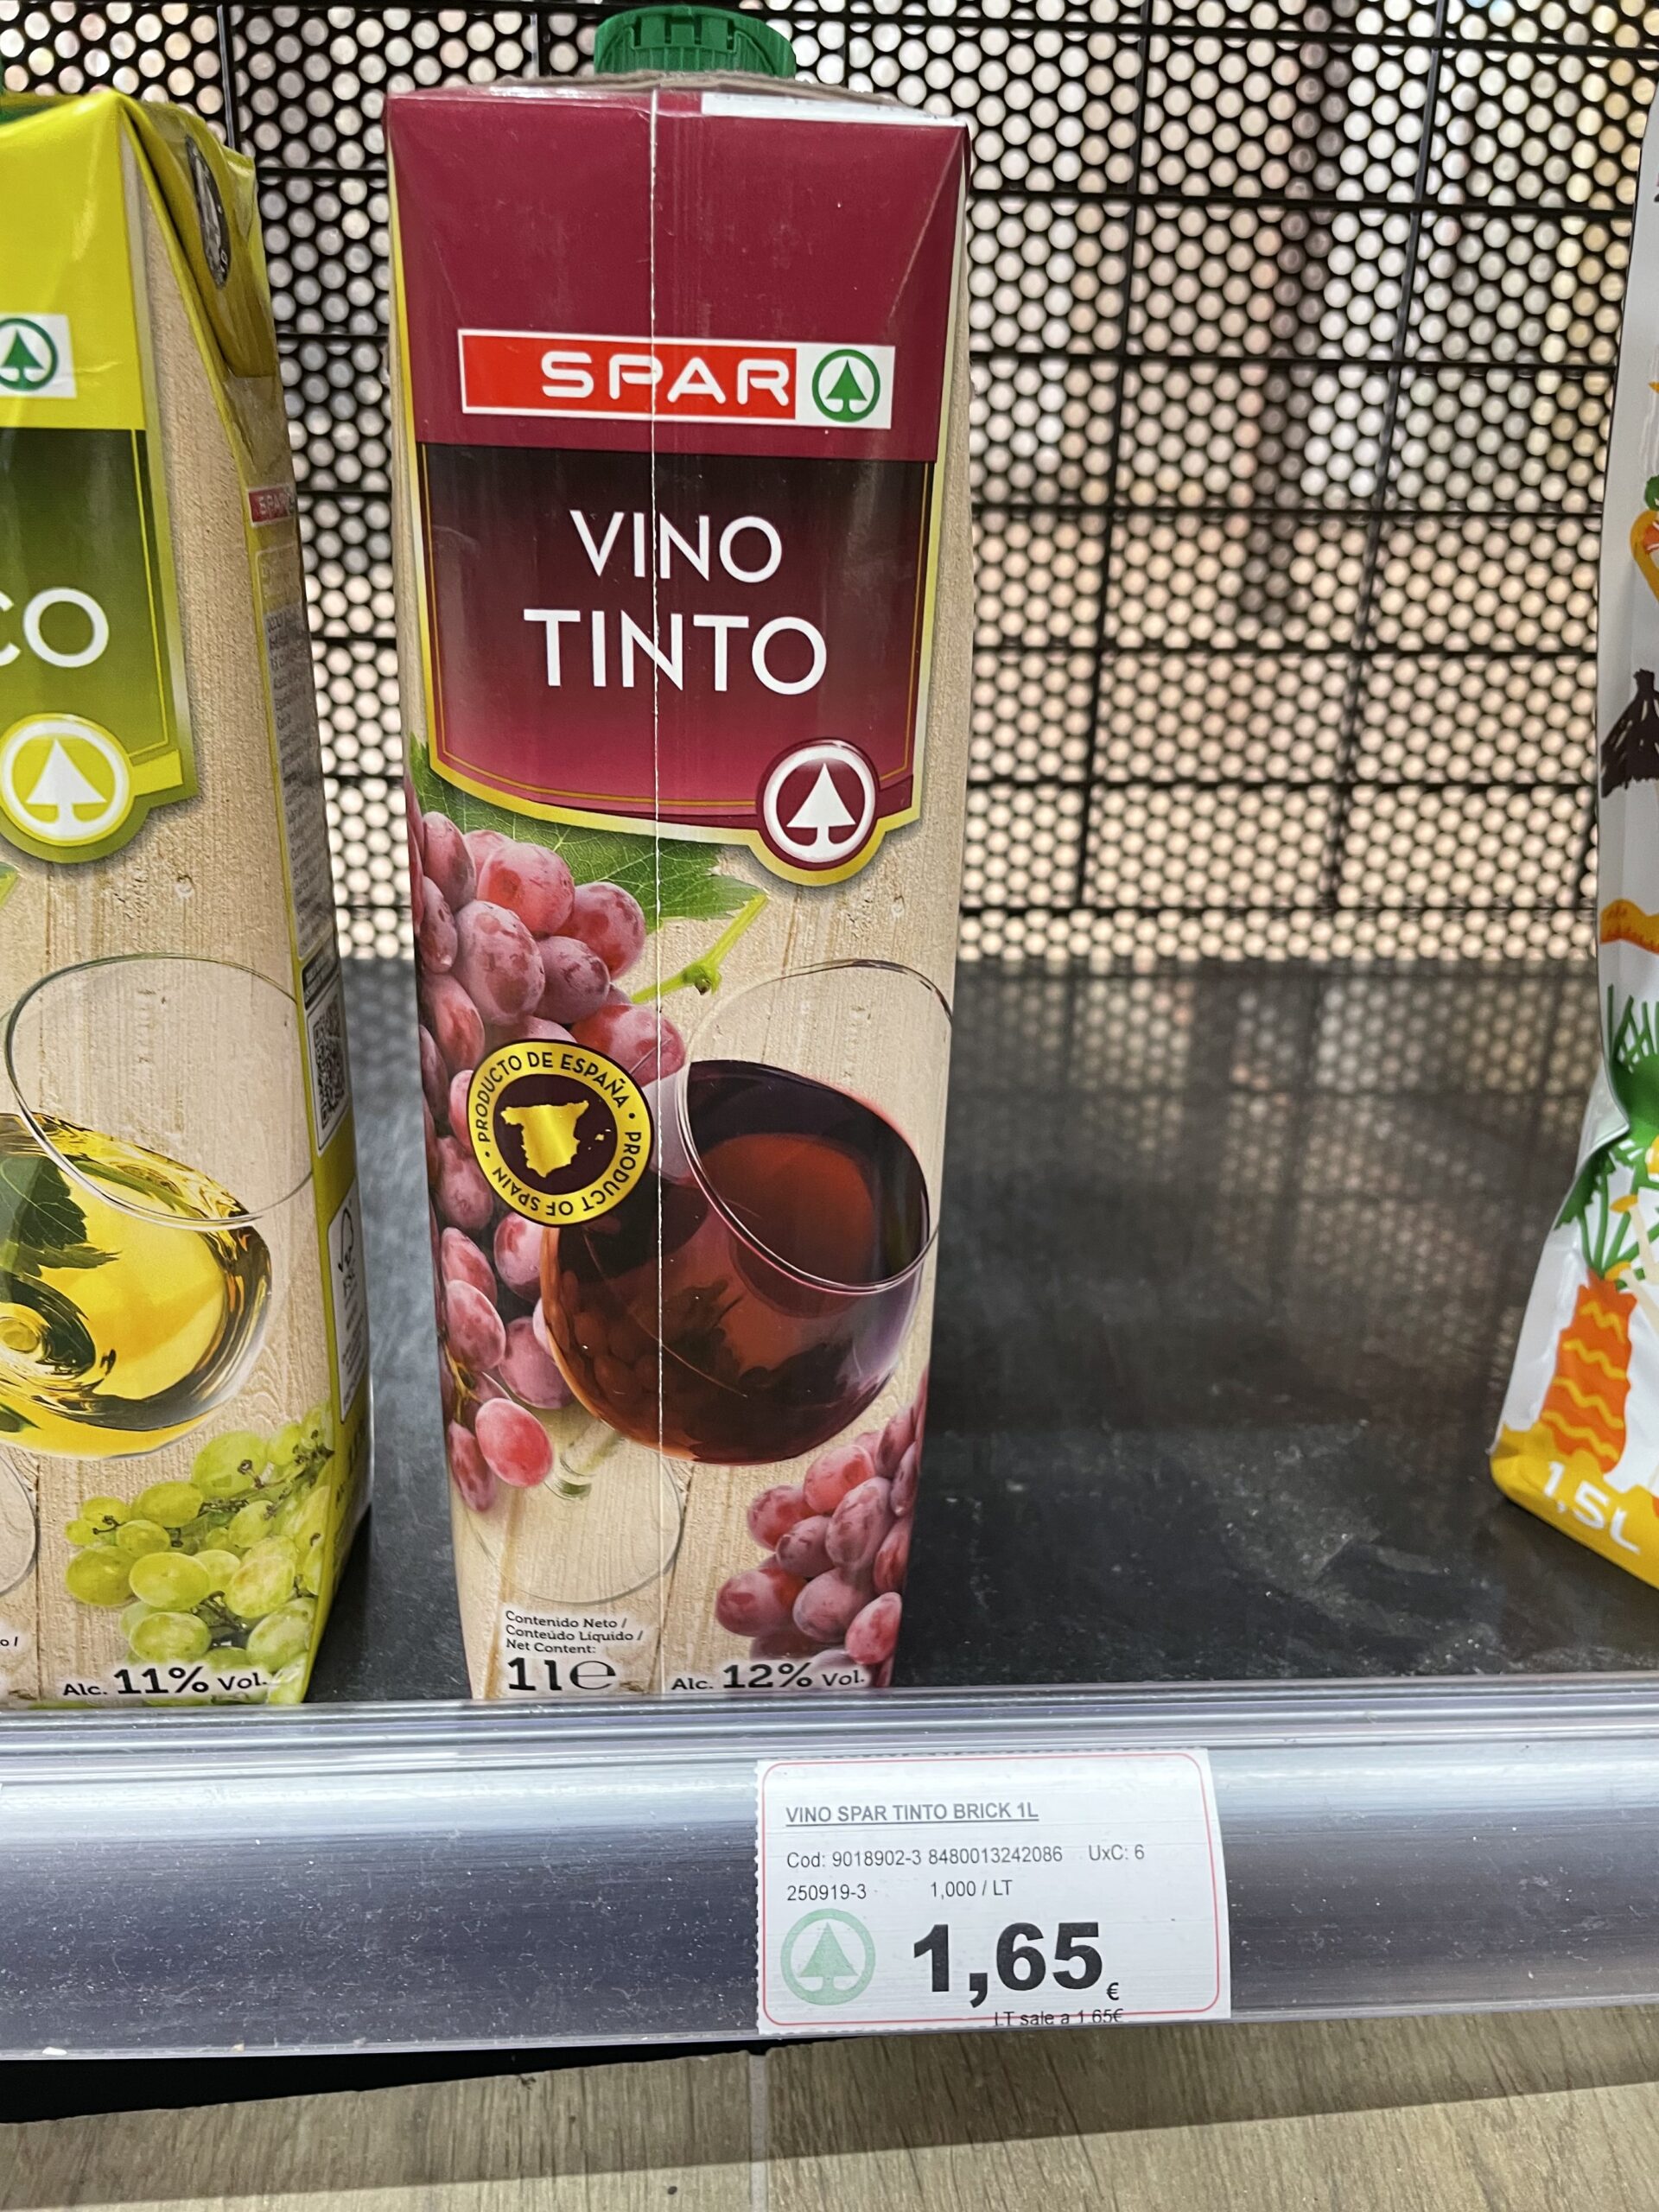 SPAR
VINO
TINTO
PRODUCTO DE ESPAÑA • PRODUCT OF SPAIN •
Contenido Neto /
Conteúdo Líquido /
Net Content:
1l℮
Alc. 12% Vol.
SPAR
CO
Alc. 11% Vol.
1,5L
VINO SPAR TINTO BRICK 1L
Cod: 9018902-3 8480013242086 UxC: 6
250919-3 1,000 / LT
1,65 €
LT sale a 1.65€